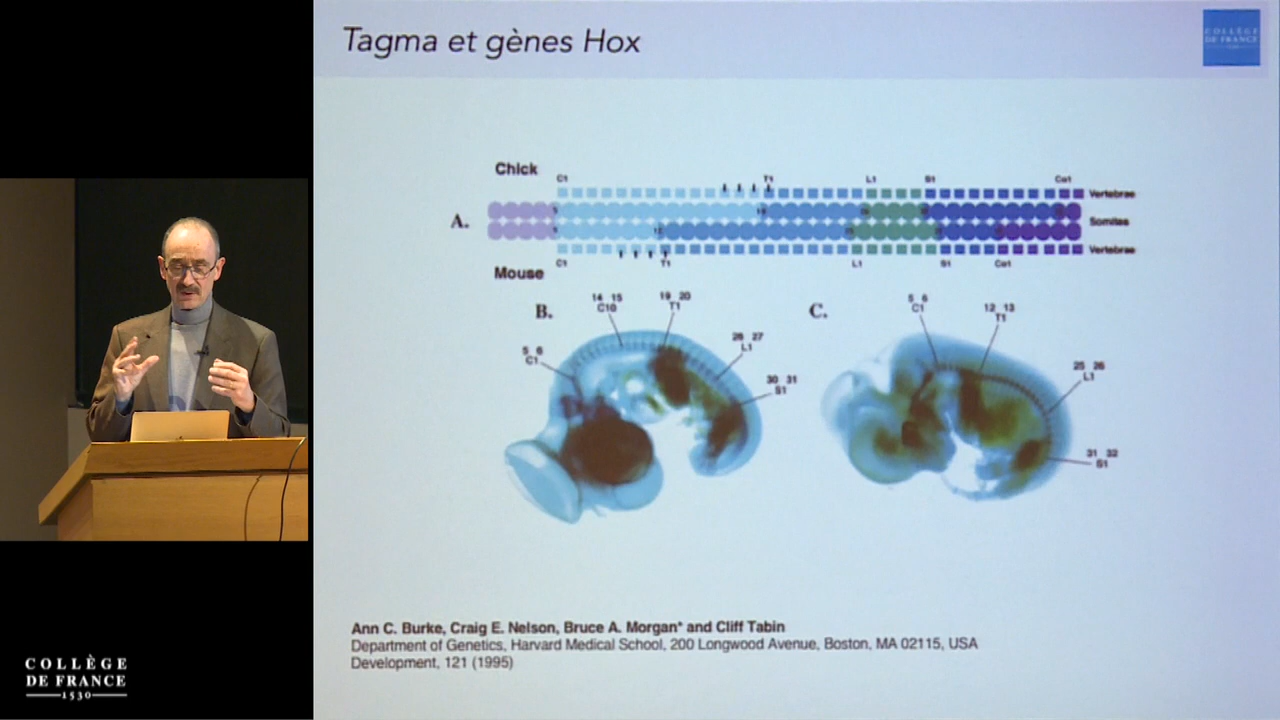 Tagma et gènes Hox
COLLÈGE
DE FRANCE
1530
Chick
C1 T1 L1 S1 Co1
Vertebrae
A.
Somites
Vertebrae
C1 T1 L1 S1 Co1
Mouse
B.
14 15
C10
19 20
T1
5 6
C1
26 27
L1
30 31
S1
C.
5 6
C1
12 13
T1
25 26
L1
31 32
S1
Ann C. Burke, Craig E. Nelson, Bruce A. Morgan* and Cliff Tabin
Department of Genetics, Harvard Medical School, 200 Longwood Avenue, Boston, MA 02115, USA
Development, 121 (1995)
COLLÈGE
DE FRANCE
1530